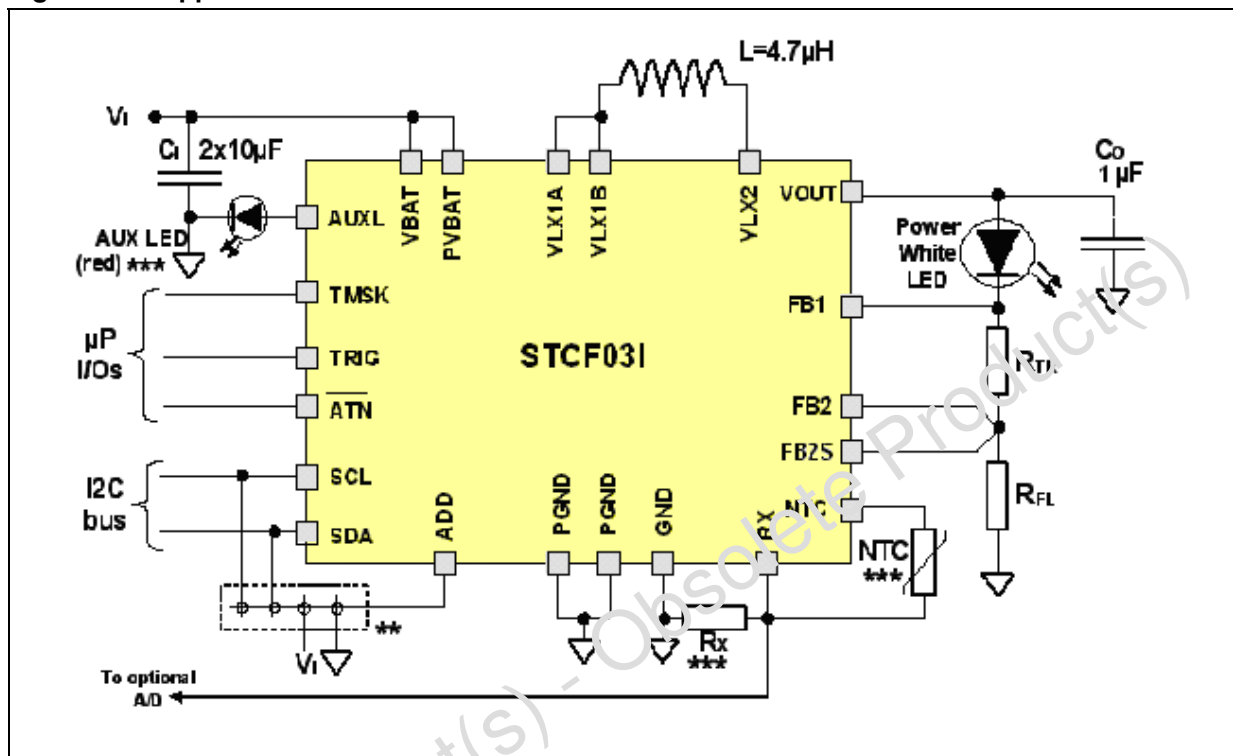 L=4.7µH
VI
CI 2x10µF
AUX LED
(red) ***
µP
I/Os
I2C
bus
AUXL
TMSK
TRIG
ATN
SCL
SDA
VBAT
PVBAT
VLX1A
VLX1B
VLX2
VOUT
FB1
FB2
FB2S
NTC
RX
GND
PGND
PGND
ADD
STCF03I
Power
White
LED
CO
1 µF
RTR
RFL
NTC
***
RX
***
**
VI
To optional
A/D
t(s) - Obsolete Product(s)